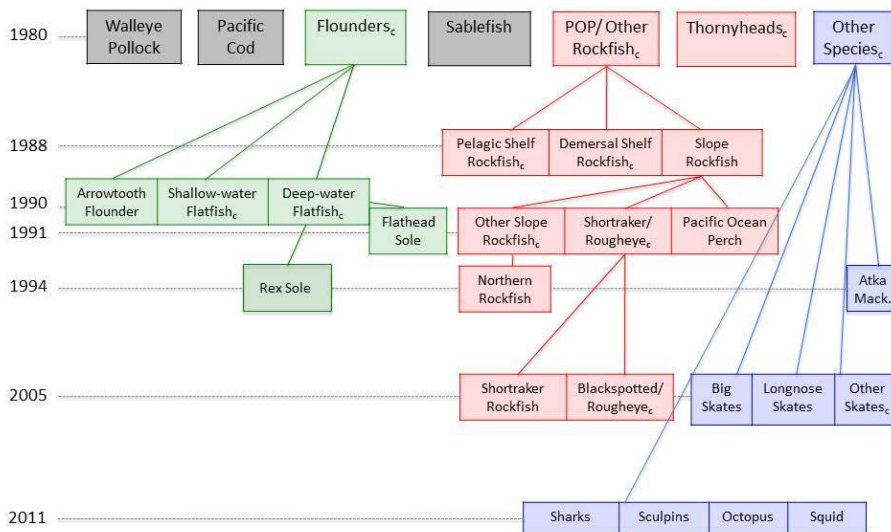 1980
Walleye
Pollock
Pacific
Cod
Flounders c
Sablefish
POP/ Other
Rockfish c
Thornyheads c
Other
Species c
1988
Pelagic Shelf
Rockfish c
Demersal Shelf
Rockfish c
Slope
Rockfish
1990
Arrowtooth
Flounder
Shallow-water
Flatfish c
Deep-water
Flatfish c
1991
Flathead
Sole
Other Slope
Rockfish c
Shortraker/
Rougheye c
Pacific Ocean
Perch
1994
Rex Sole
Northern
Rockfish
Atka
Mack.
2005
Shortraker
Rockfish
Blackspotted/
Rougheye c
Big
Skates
Longnose
Skates
Other
Skates c
2011
Sharks
Sculpins
Octopus
Squid